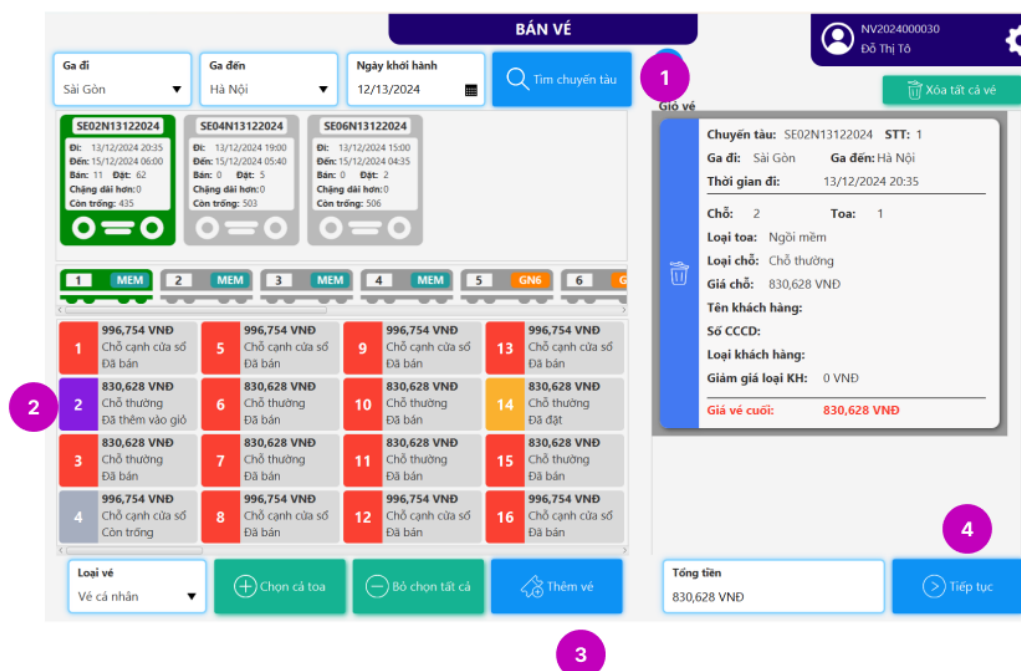 BÁN VÉ
NV2024000030
Đỗ Thị Tô
Ga đi
Sài Gòn
Ga đến
Hà Nội
Ngày khởi hành
12/13/2024
Tìm chuyến tàu
1
Xóa tất cả vé
Giỏ vé
SE02N13122024
Đi: 13/12/2024 20:35
Đến: 15/12/2024 06:00
Bán: 11 Đặt: 62
Chặng dài hơn:0
Còn trống: 435
SE04N13122024
Đi: 13/12/2024 19:00
Đến: 15/12/2024 05:40
Bán: 0 Đặt: 5
Chặng dài hơn:0
Còn trống: 503
SE06N13122024
Đi: 13/12/2024 15:00
Đến: 15/12/2024 04:35
Bán: 0 Đặt: 2
Chặng dài hơn:0
Còn trống: 506
1 MEM
2 MEM
3 MEM
4 MEM
5 GN6
6 G
1
996,754 VNĐ
Chỗ cạnh cửa sổ
Đã bán
5
996,754 VNĐ
Chỗ cạnh cửa sổ
Đã bán
9
996,754 VNĐ
Chỗ cạnh cửa sổ
Đã bán
13
996,754 VNĐ
Chỗ cạnh cửa sổ
Đã bán
2
2
830,628 VNĐ
Chỗ thường
Đã thêm vào giỏ
6
830,628 VNĐ
Chỗ thường
Đã bán
10
830,628 VNĐ
Chỗ thường
Đã bán
14
830,628 VNĐ
Chỗ thường
Đã đặt
3
830,628 VNĐ
Chỗ thường
Đã bán
7
830,628 VNĐ
Chỗ thường
Đã bán
11
830,628 VNĐ
Chỗ thường
Đã bán
15
830,628 VNĐ
Chỗ thường
Đã bán
4
996,754 VNĐ
Chỗ cạnh cửa sổ
Còn trống
8
996,754 VNĐ
Chỗ cạnh cửa sổ
Đã bán
12
996,754 VNĐ
Chỗ cạnh cửa sổ
Đã bán
16
996,754 VNĐ
Chỗ cạnh cửa sổ
Đã bán
Loại vé
Vé cá nhân
Chọn cả toa
Bỏ chọn tất cả
Thêm vé
3
Chuyến tàu: SE02N13122024 STT: 1
Ga đi: Sài Gòn Ga đến: Hà Nội
Thời gian đi: 13/12/2024 20:35
Chỗ: 2 Toa: 1
Loại toa: Ngồi mềm
Loại chỗ: Chỗ thường
Giá chỗ: 830,628 VNĐ
Tên khách hàng:
Số CCCD:
Loại khách hàng:
Giảm giá loại KH: 0 VNĐ
Giá vé cuối: 830,628 VNĐ
4
Tổng tiền
830,628 VNĐ
Tiếp tục